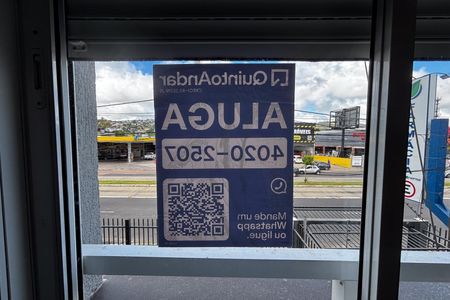 QuintoAndar
ALUGA
4020-2507
Mande um
Whatsapp
ou ligue.